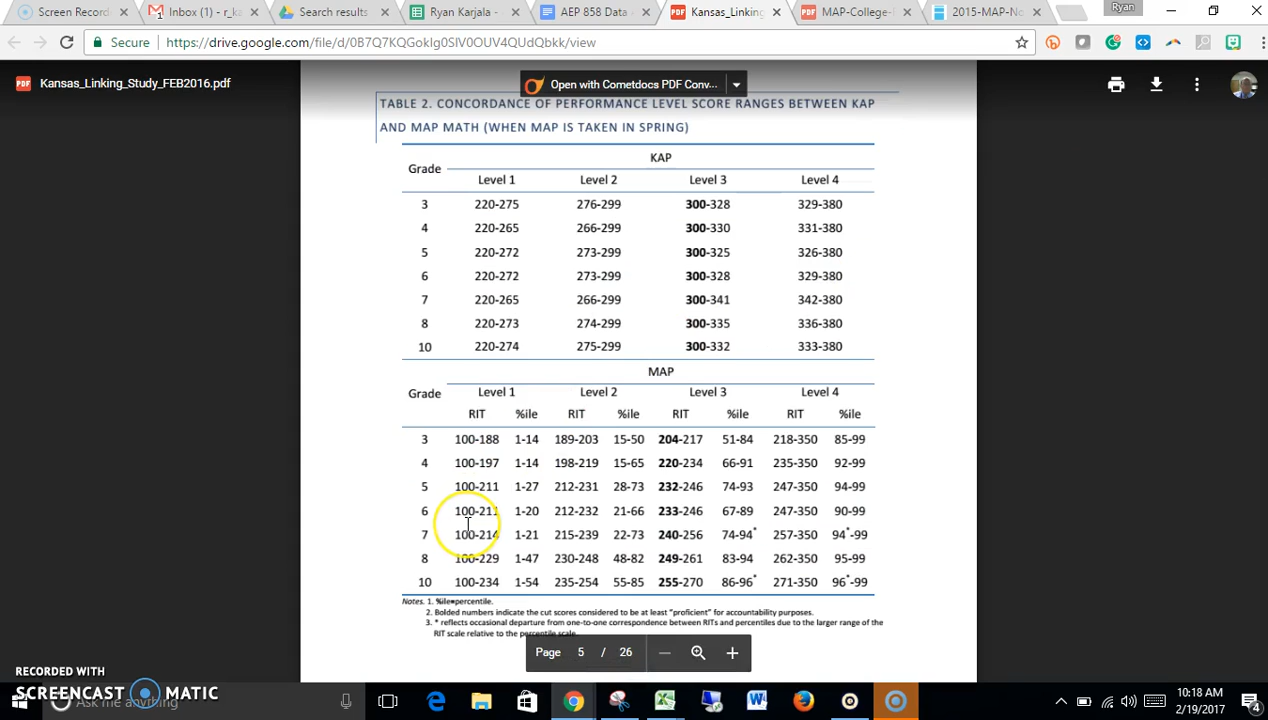 Screen Record
Inbox (1) - r_ka
Search results
Ryan Karjala -
AEP 858 Data -
Kansas_Linking
MAP-College-
2015-MAP-No
Ryan
Secure
https://drive.google.com/file/d/0B7Q7KQGokIg0SlV0OUV4QUdQbkk/view
PDF
Kansas_Linking_Study_FEB2016.pdf
Open with Cometdocs PDF Conv...
TABLE 2. CONCORDANCE OF PERFORMANCE LEVEL SCORE RANGES BETWEEN KAP
AND MAP MATH (WHEN MAP IS TAKEN IN SPRING)
KAP
Grade
Level 1 Level 2 Level 3 Level 4
3 220-275 276-299 300-328 329-380
4 220-265 266-299 300-330 331-380
5 220-272 273-299 300-325 326-380
6 220-272 273-299 300-328 329-380
7 220-265 266-299 300-341 342-380
8 220-273 274-299 300-335 336-380
10 220-274 275-299 300-332 333-380
MAP
Grade
Level 1 Level 2 Level 3 Level 4
RIT %ile RIT %ile RIT %ile RIT %ile
3 100-188 1-14 189-203 15-50 204-217 51-84 218-350 85-99
4 100-197 1-14 198-219 15-65 220-234 66-91 235-350 92-99
5 100-211 1-27 212-231 28-73 232-246 74-93 247-350 94-99
6 100-211 1-20 212-232 21-66 233-246 67-89 247-350 90-99
7 100-214 1-21 215-239 22-73 240-256 74-94* 257-350 94*-99
8 100-229 1-47 230-248 48-82 249-261 83-94 262-350 95-99
10 100-234 1-54 235-254 55-85 255-270 86-96* 271-350 96*-99
Notes. 1. %ile=percentile.
2. Bolded numbers indicate the cut scores considered to be at least "proficient" for accountability purposes.
3. * reflects occasional departure from one-to-one correspondence between RITs and percentiles due to the larger range of the
RIT scale relative to the percentile scale.
Page 5 / 26
RECORDED WITH
SCREENCAST MATIC
Ask me anything
10:18 AM
2/19/2017
4